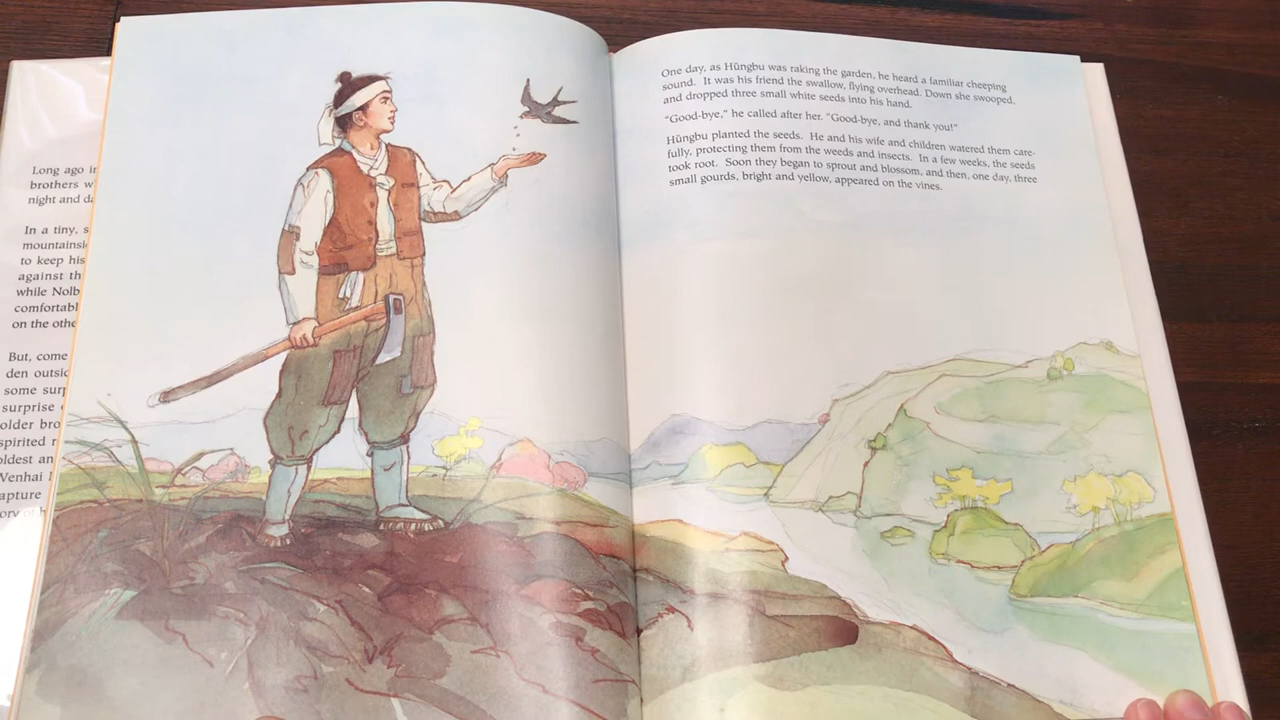 Long ago in
brothers w
night and da
In a tiny, s
mountainsi
to keep his
against th
while Nolb
comfortabl
on the othe
But, come
den outsid
some surp
surprise
older bro
spirited r
oldest an
Wenhai
apture
ory of h
One day, as Hŭngbu was raking the garden, he heard a familiar cheeping
sound. It was his friend the swallow, flying overhead. Down she swooped,
and dropped three small white seeds into his hand.
“Good-bye,” he called after her. “Good-bye, and thank you!”
Hŭngbu planted the seeds. He and his wife and children watered them care-
fully, protecting them from the weeds and insects. In a few weeks, the seeds
took root. Soon they began to sprout and blossom, and then, one day, three
small gourds, bright and yellow, appeared on the vines.